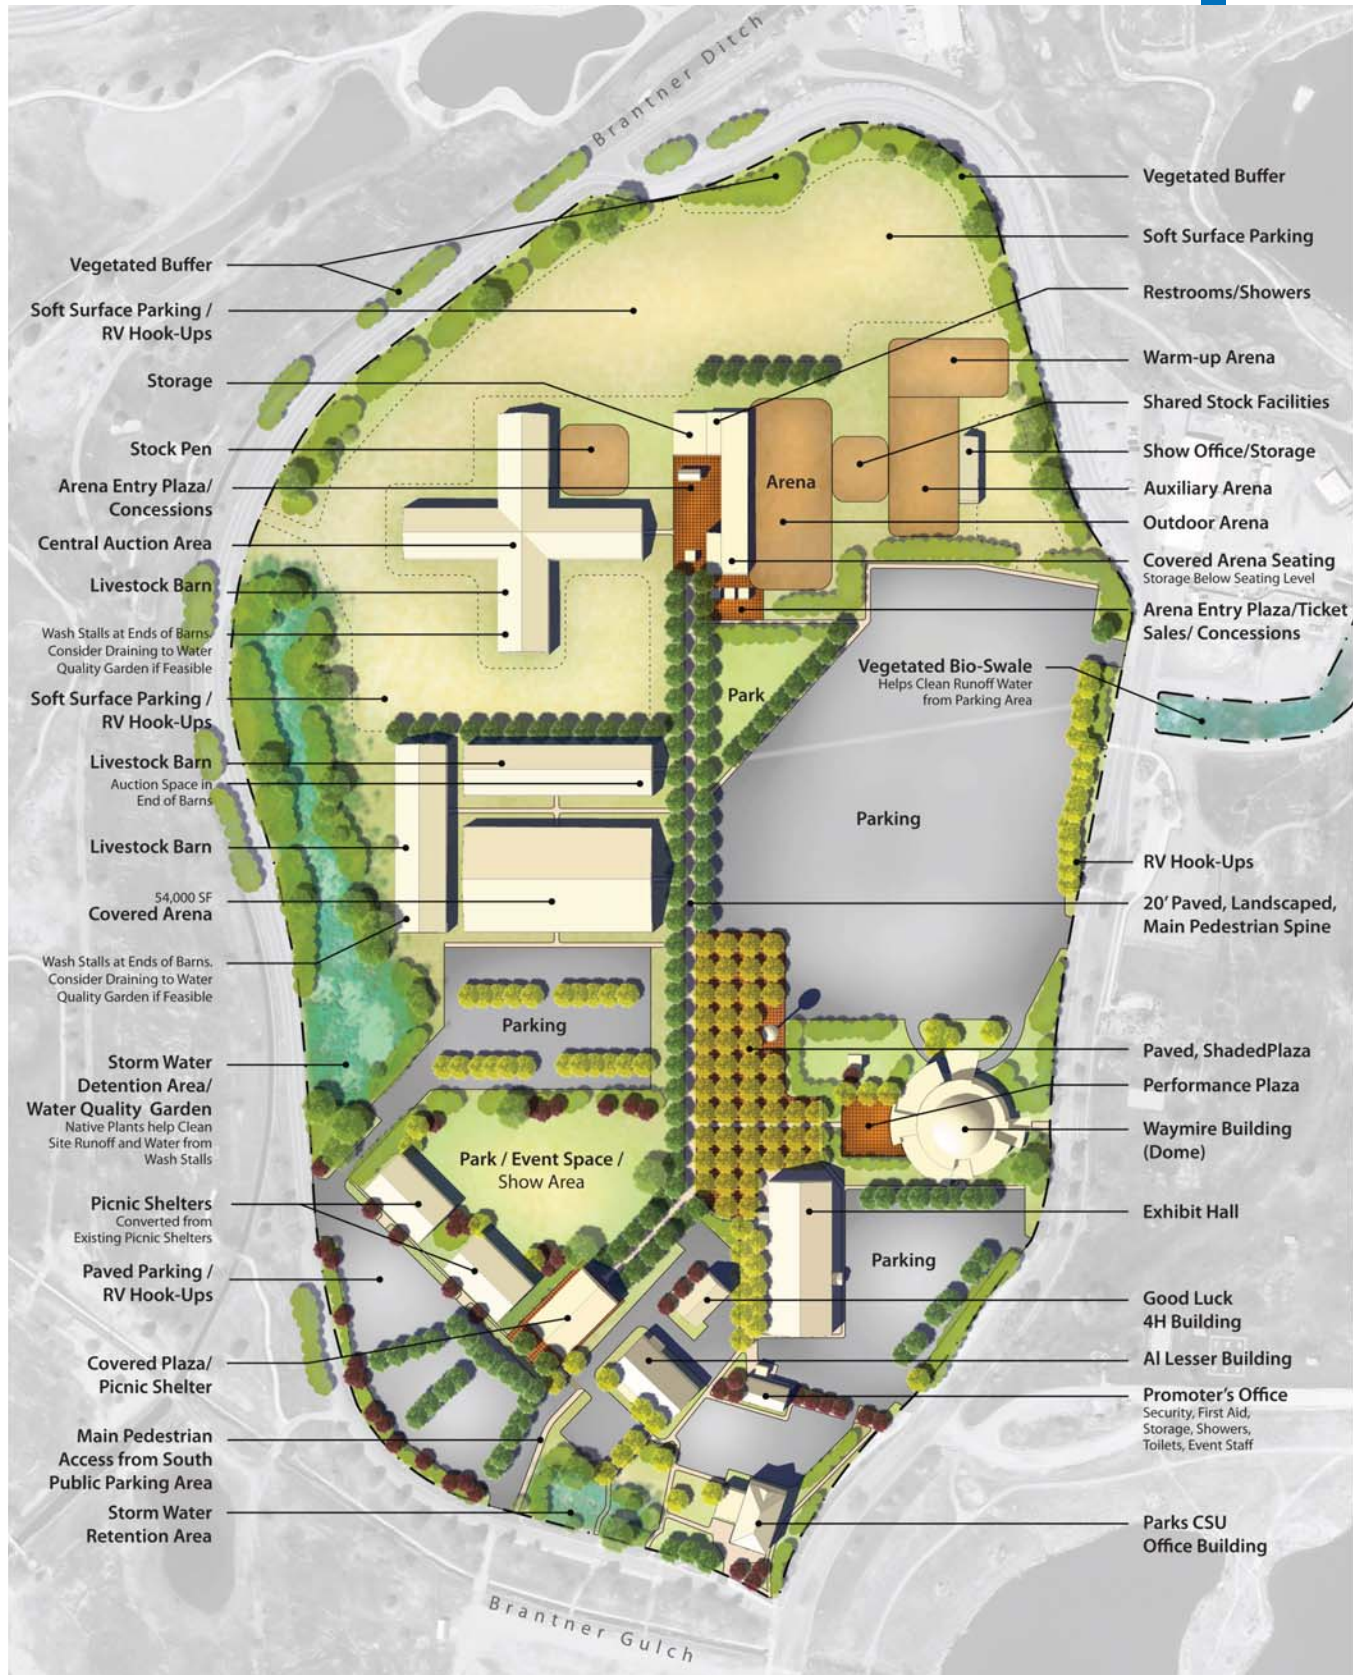 Brantner Ditch
Vegetated Buffer
Soft Surface Parking /
RV Hook-Ups
Storage
Stock Pen
Arena Entry Plaza/
Concessions
Central Auction Area
Livestock Barn
Wash Stalls at Ends of Barns.
Consider Draining to Water
Quality Garden if Feasible
Soft Surface Parking /
RV Hook-Ups
Livestock Barn
Auction Space in
End of Barns
Livestock Barn
54,000 SF
Covered Arena
Wash Stalls at Ends of Barns.
Consider Draining to Water
Quality Garden if Feasible
Storm Water
Detention Area/
Water Quality Garden
Native Plants help Clean
Site Runoff and Water from
Wash Stalls
Picnic Shelters
Converted from
Existing Picnic Shelters
Paved Parking /
RV Hook-Ups
Covered Plaza/
Picnic Shelter
Main Pedestrian
Access from South
Public Parking Area
Storm Water
Retention Area
Arena
Park
Vegetated Bio-Swale
Helps Clean Runoff Water
from Parking Area
Parking
Parking
Park / Event Space /
Show Area
Parking
Vegetated Buffer
Soft Surface Parking
Restrooms/Showers
Warm-up Arena
Shared Stock Facilities
Show Office/Storage
Auxiliary Arena
Outdoor Arena
Covered Arena Seating
Storage Below Seating Level
Arena Entry Plaza/Ticket
Sales/ Concessions
RV Hook-Ups
20' Paved, Landscaped,
Main Pedestrian Spine
Paved, ShadedPlaza
Performance Plaza
Waymire Building
(Dome)
Exhibit Hall
Good Luck
4H Building
Al Lesser Building
Promoter's Office
Security, First Aid,
Storage, Showers,
Toilets, Event Staff
Parks CSU
Office Building
Brantner Gulch